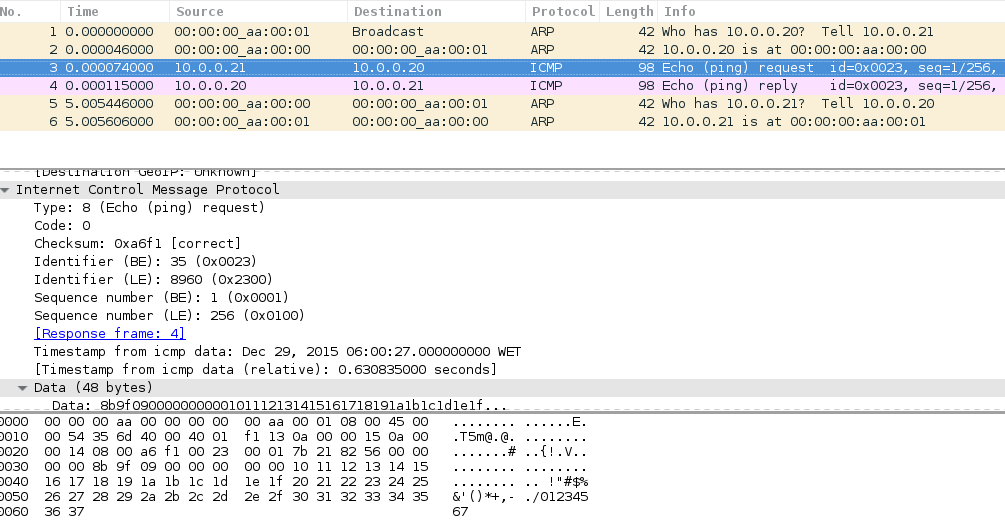 No. Time Source Destination Protocol Length Info
1 0.000000000 00:00:00_aa:00:01 Broadcast ARP 42 Who has 10.0.0.20? Tell 10.0.0.21
2 0.000046000 00:00:00_aa:00:00 00:00:00_aa:00:01 ARP 42 10.0.0.20 is at 00:00:00:aa:00:00
3 0.000074000 10.0.0.21 10.0.0.20 ICMP 98 Echo (ping) request id=0x0023, seq=1/256,
4 0.000115000 10.0.0.20 10.0.0.21 ICMP 98 Echo (ping) reply id=0x0023, seq=1/256,
5 5.005446000 00:00:00_aa:00:00 00:00:00_aa:00:01 ARP 42 Who has 10.0.0.21? Tell 10.0.0.20
6 5.005606000 00:00:00_aa:00:01 00:00:00_aa:00:00 ARP 42 10.0.0.21 is at 00:00:00:aa:00:01
[Destination GeoIP: Unknown]
Internet Control Message Protocol
Type: 8 (Echo (ping) request)
Code: 0
Checksum: 0xa6f1 [correct]
Identifier (BE): 35 (0x0023)
Identifier (LE): 8960 (0x2300)
Sequence number (BE): 1 (0x0001)
Sequence number (LE): 256 (0x0100)
[Response frame: 4]
Timestamp from icmp data: Dec 29, 2015 06:00:27.000000000 WET
[Timestamp from icmp data (relative): 0.630835000 seconds]
Data (48 bytes)
Data: 8b9f090000000000101112131415161718191a1b1c1d1e1f...
0000 00 00 00 aa 00 00 00 00 00 aa 00 01 08 00 45 00 ........ ......E.
0010 00 54 35 6d 40 00 40 01 f1 13 0a 00 00 15 0a 00 .T5m@.@. ........
0020 00 14 08 00 a6 f1 00 23 00 01 7b 21 82 56 00 00 .......# ..{!.V..
0030 00 00 8b 9f 09 00 00 00 00 00 10 11 12 13 14 15 ........ ........
0040 16 17 18 19 1a 1b 1c 1d 1e 1f 20 21 22 23 24 25 ........ .. !"#$%
0050 26 27 28 29 2a 2b 2c 2d 2e 2f 30 31 32 33 34 35 &'()*+,- ./012345
0060 36 37 67